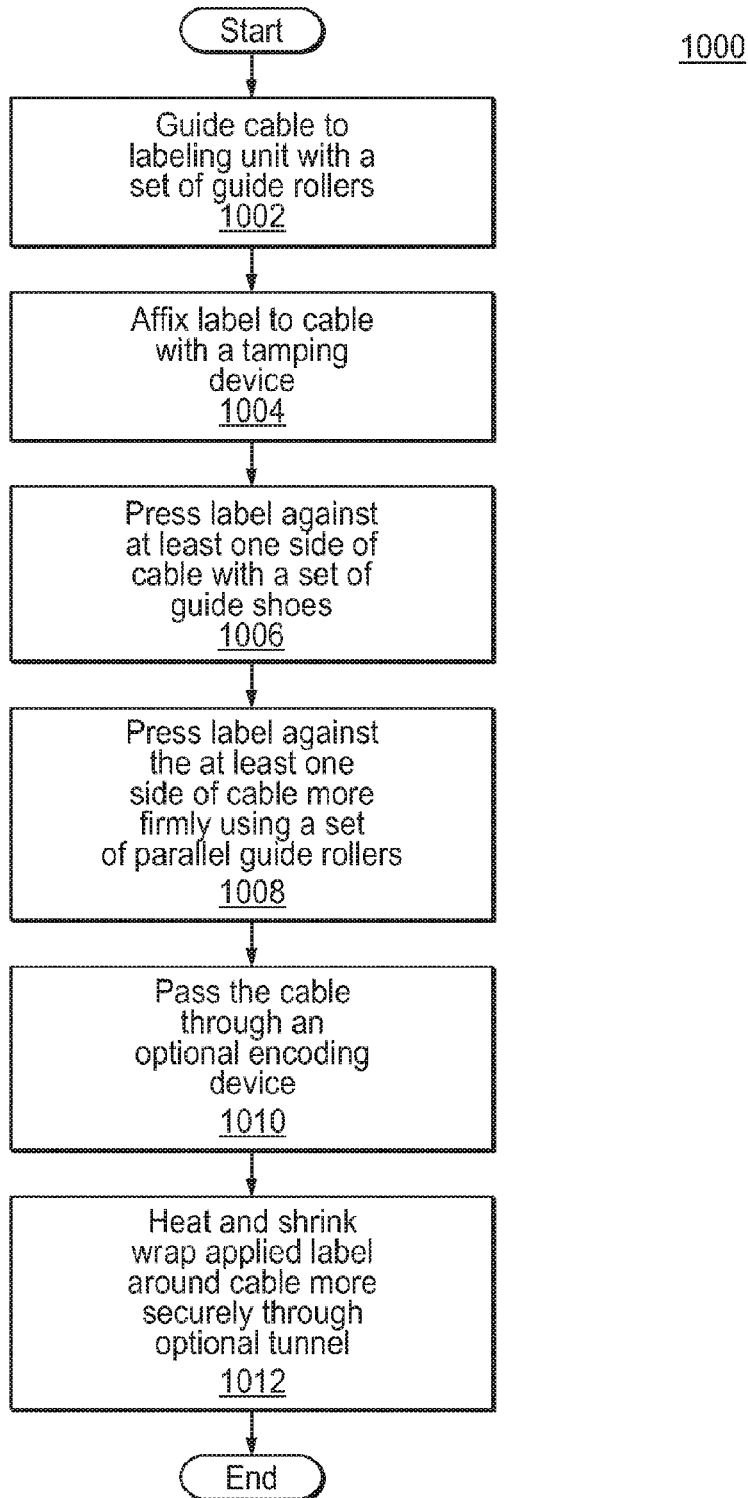 Start
1000
Guide cable to
labeling unit with a
set of guide rollers
1002
Affix label to cable
with a tamping
device
1004
Press label against
at least one side of
cable with a set of
guide shoes
1006
Press label against
the at least one
side of cable more
firmly using a set
of parallel guide rollers
1008
Pass the cable
through an
optional encoding
device
1010
Heat and shrink
wrap applied label
around cable more
securely through
optional tunnel
1012
End